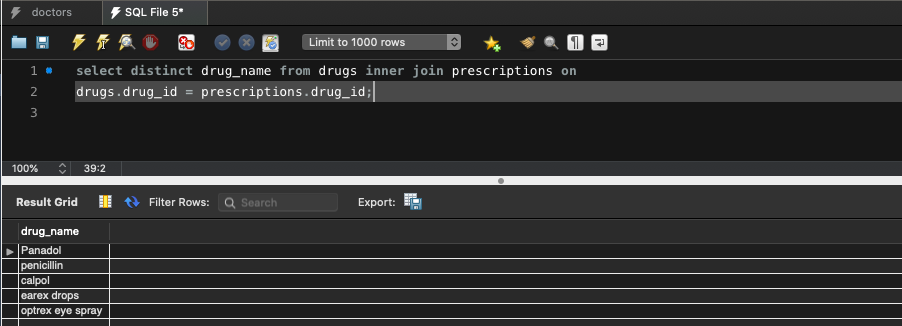 doctors
SQL File 5*
Limit to 1000 rows
1 select distinct drug_name from drugs inner join prescriptions on
2 drugs.drug_id = prescriptions.drug_id;
3
100% 39:2
Result Grid Filter Rows: Search Export:
drug_name
Panadol
penicillin
calpol
earex drops
optrex eye spray